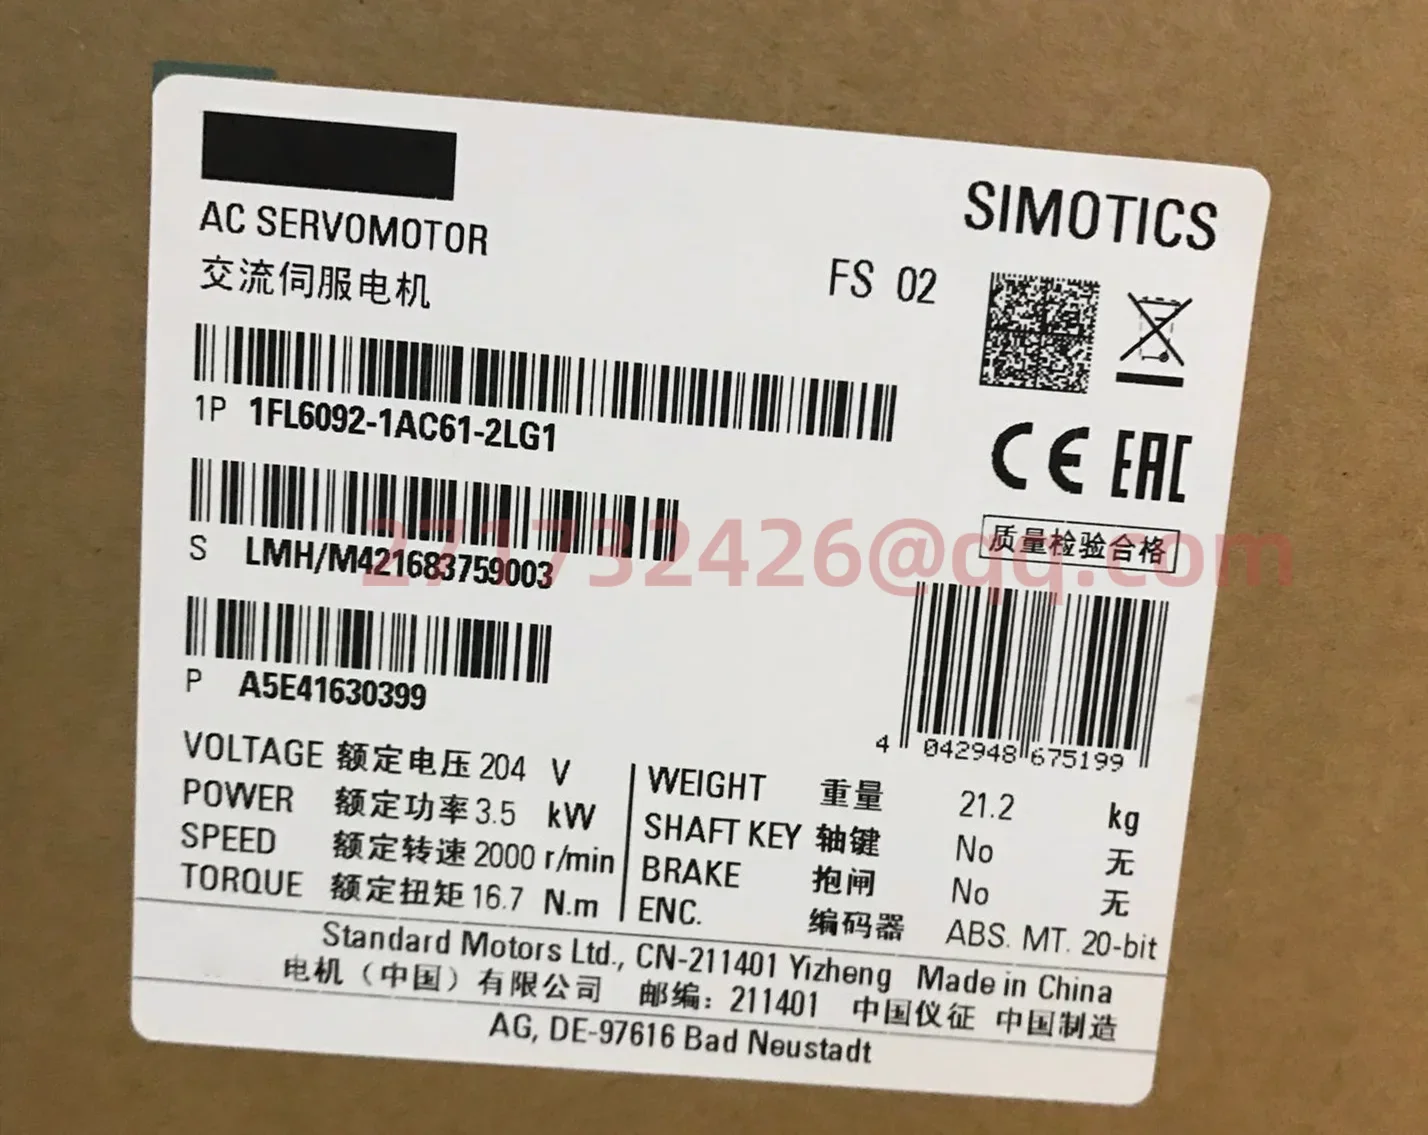 AC SERVOMOTOR
交流伺服电机
SIMOTICS
FS 02
1P 1FL6092-1AC61-2LG1
CE EAC
S LMH/M421683759003
质量检验合格
271732426@qq.com
P A5E41630399
4 042948 675199
VOLTAGE 额定电压 204 V
POWER 额定功率 3.5 kW
SPEED 额定转速 2000 r/min
TORQUE 额定扭矩 16.7 N.m
WEIGHT 重量 21.2 kg
SHAFT KEY 轴键 No 无
BRAKE 抱闸 No 无
ENC. 编码器 ABS. MT. 20-bit
Standard Motors Ltd., CN-211401 Yizheng Made in China
电机（中国）有限公司 邮编：211401 中国仪征 中国制造
AG, DE-97616 Bad Neustadt